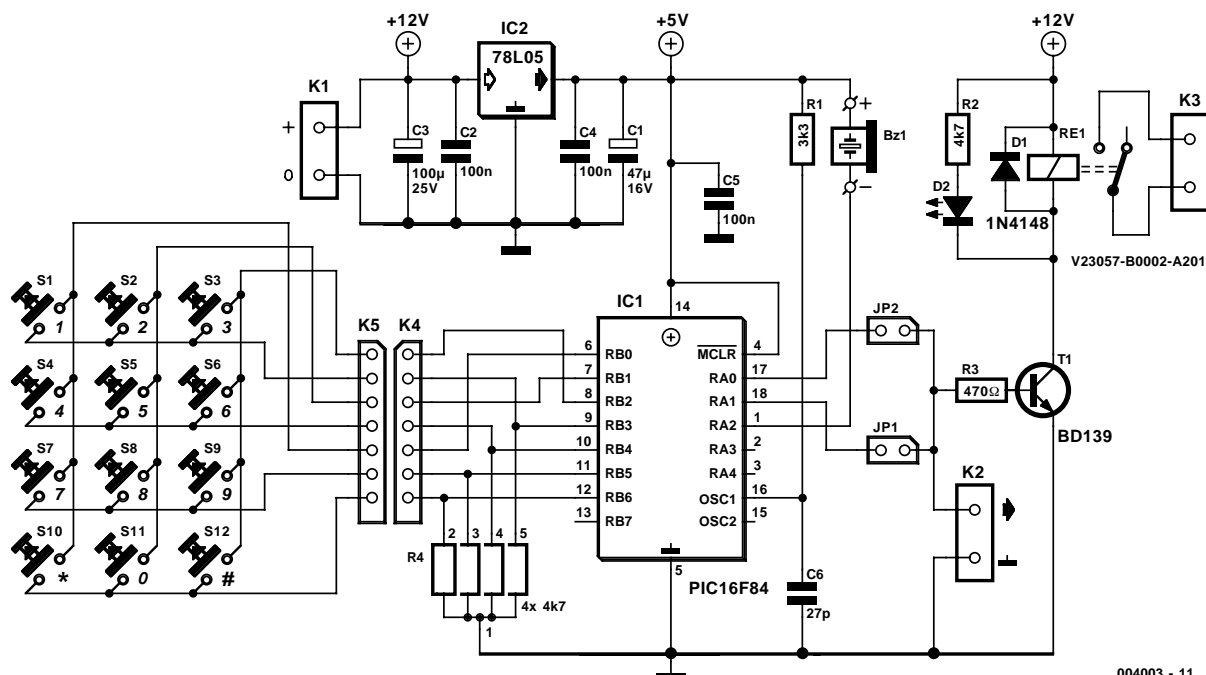 +12V
+5V
+12V
IC2
78L05
K1
+
0
C3
100µ
25V
C2
100n
C4
100n
C1
47µ
16V
C5
100n
R1
3k3
+
Bz1
−
R2
4k7
D1
D2
1N4148
RE1
K3
V23057-B0002-A201
S1
1
S2
2
S3
3
S4
4
S5
5
S6
6
S7
7
S8
8
S9
9
S10
*
S11
0
S12
#
K5
K4
IC1
14
6
RB0
7
RB1
8
RB2
9
RB3
10
RB4
11
RB5
12
RB6
13
RB7
MCLR
4
RA0
17
RA1
18
RA2
1
RA3
2
RA4
3
OSC1
16
OSC2
15
5
PIC16F84
R4
2
3
4
5
1
4x 4k7
C6
27p
JP2
JP1
R3
470Ω
T1
BD139
K2
004003 - 11